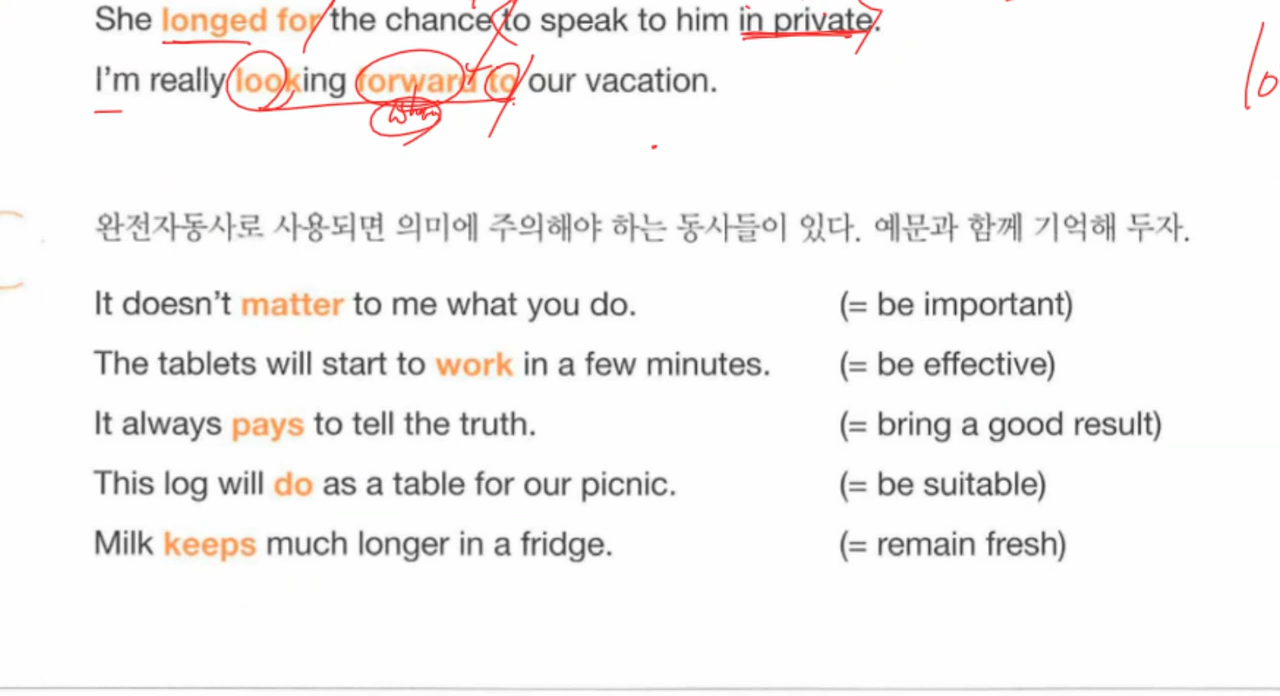 She longed for the chance to speak to him in private.
I'm really looking forward to our vacation.
lo
완전자동사로 사용되면 의미에 주의해야 하는 동사들이 있다. 예문과 함께 기억해 두자.
It doesn't matter to me what you do. (= be important)
The tablets will start to work in a few minutes. (= be effective)
It always pays to tell the truth. (= bring a good result)
This log will do as a table for our picnic. (= be suitable)
Milk keeps much longer in a fridge. (= remain fresh)